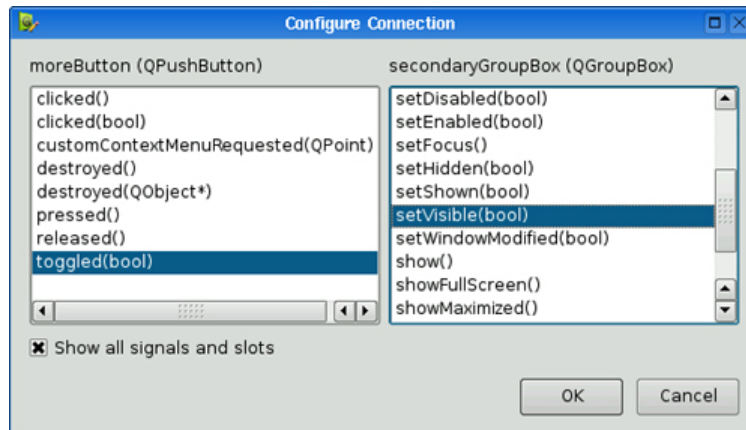 Configure Connection
moreButton (QPushButton)
clicked()
clicked(bool)
customContextMenuRequested(QPoint)
destroyed()
destroyed(QObject*)
pressed()
released()
toggled(bool)
secondaryGroupBox (QGroupBox)
setDisabled(bool)
setEnabled(bool)
setFocus()
setHidden(bool)
setShown(bool)
setVisible(bool)
setWindowModified(bool)
show()
showFullScreen()
showMaximized()
Show all signals and slots
OK
Cancel